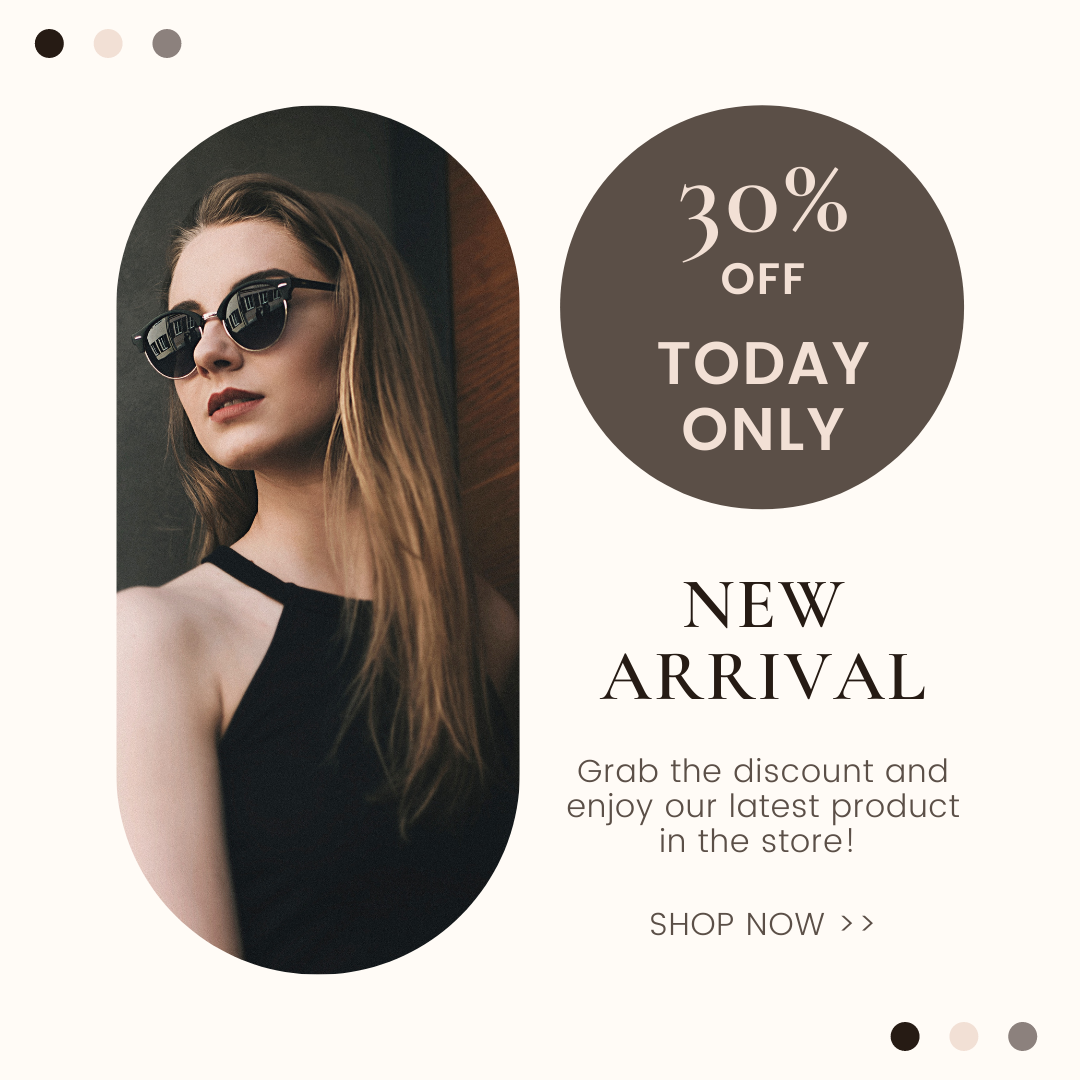 30%
OFF
TODAY
ONLY
NEW
ARRIVAL
Grab the discount and
enjoy our latest product
in the store!
SHOP NOW >>